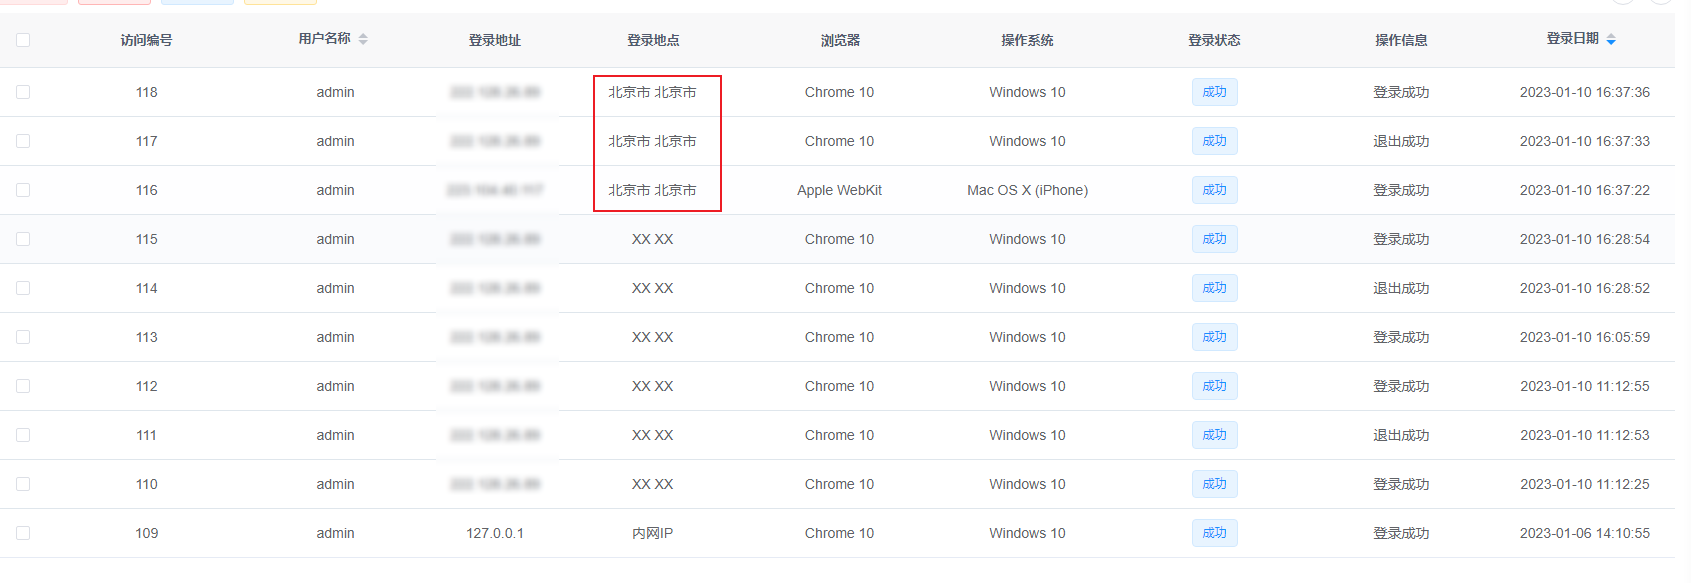 访问编号 用户名称 登录地址 登录地点 浏览器 操作系统 登录状态 操作信息 登录日期
118 admin 北京市 北京市 Chrome 10 Windows 10 成功 登录成功 2023-01-10 16:37:36
117 admin 北京市 北京市 Chrome 10 Windows 10 成功 退出成功 2023-01-10 16:37:33
116 admin 北京市 北京市 Apple WebKit Mac OS X (iPhone) 成功 登录成功 2023-01-10 16:37:22
115 admin XX XX Chrome 10 Windows 10 成功 登录成功 2023-01-10 16:28:54
114 admin XX XX Chrome 10 Windows 10 成功 退出成功 2023-01-10 16:28:52
113 admin XX XX Chrome 10 Windows 10 成功 登录成功 2023-01-10 16:05:59
112 admin XX XX Chrome 10 Windows 10 成功 登录成功 2023-01-10 11:12:55
111 admin XX XX Chrome 10 Windows 10 成功 退出成功 2023-01-10 11:12:53
110 admin XX XX Chrome 10 Windows 10 成功 登录成功 2023-01-10 11:12:25
109 admin 127.0.0.1 内网IP Chrome 10 Windows 10 成功 登录成功 2023-01-06 14:10:55